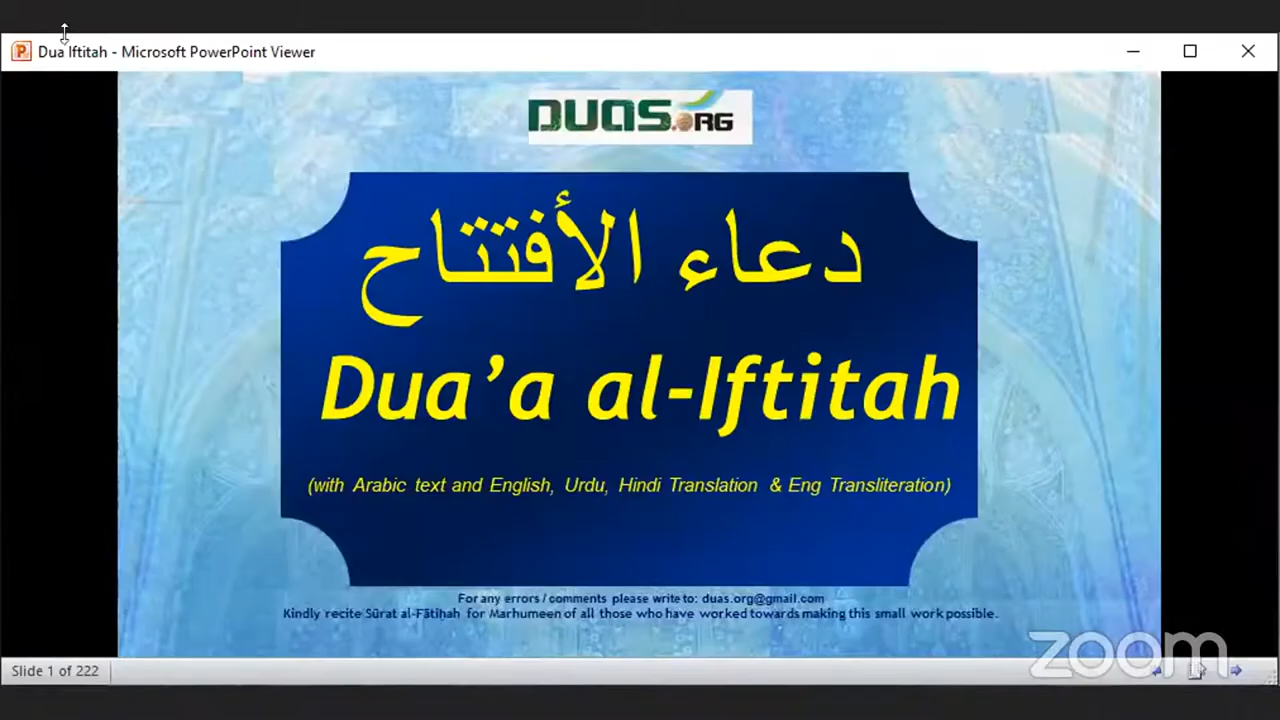 Dua Iftitah - Microsoft PowerPoint Viewer
DUAS.ORG
دعاء الأفتتاح
Dua’a al-Iftitah
(with Arabic text and English, Urdu, Hindi Translation & Eng Transliteration)
For any errors / comments please write to: duas.org@gmail.com
Kindly recite Sūrat al-Fātiḥah for Marhumeen of all those who have worked towards making this small work possible.
zoom
Slide 1 of 222